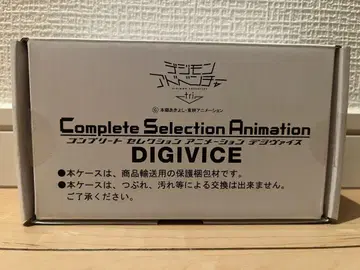 デジモン
アドベンチャー
tri.
©本郷あきよし・東映アニメーション
Complete Selection Animation
コンプリート セレクション アニメーション デジヴァイス
DIGIVICE
●本ケースは、商品輸送用の保護梱包材です。
●本ケースは、つぶれ、汚れ等による交換は出来ません。
ご了承ください。